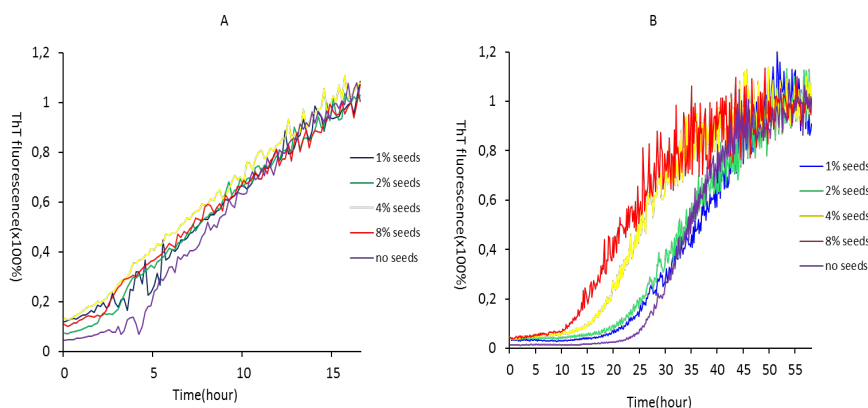 A
ThT fluorescence(x100%)
1,2
1
0,8
0,6
0,4
0,2
0
0
5
10
15
Time(hour)
1% seeds
2% seeds
4% seeds
8% seeds
no seeds
B
ThT fluorescence(x100%)
1,2
1
0,8
0,6
0,4
0,2
0
0
5
10
15
20
25
30
35
40
45
50
55
Time(hour)
1% seeds
2% seeds
4% seeds
8% seeds
no seeds